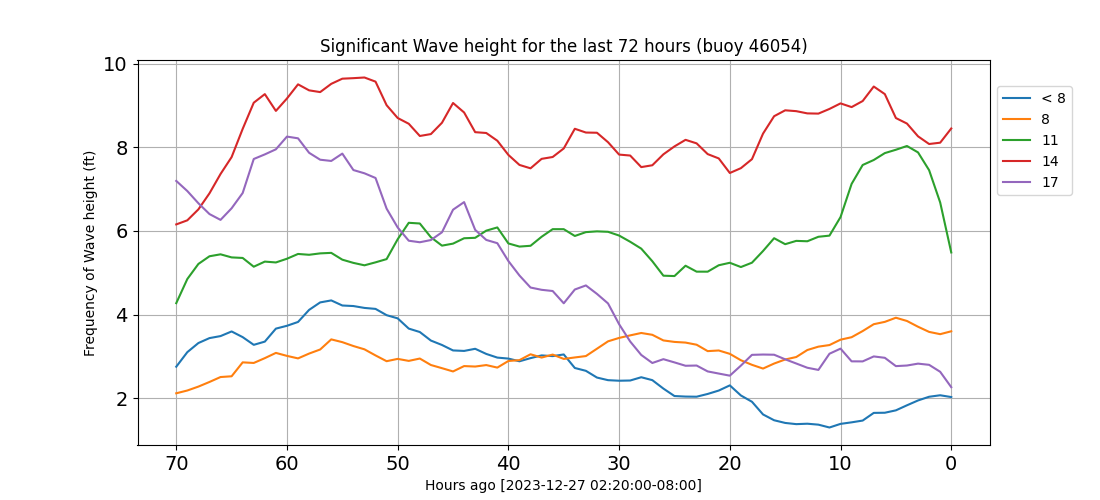 Significant Wave height for the last 72 hours (buoy 46054)
Frequency of Wave height (ft)
10
8
6
4
2
70 60 50 40 30 20 10 0
Hours ago [2023-12-27 02:20:00-08:00]
< 8
8
11
14
17